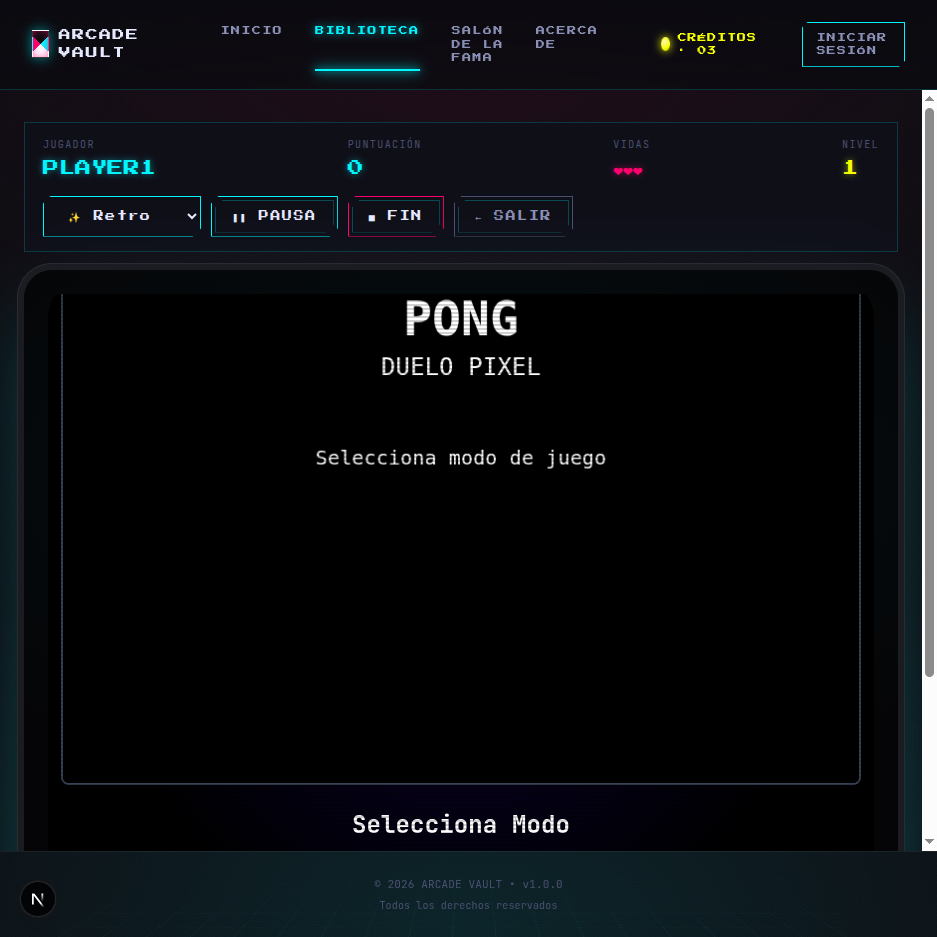 ARCADE
VAULT
INICIO
BIBLIOTECA
SALóN
DE LA
FAMA
ACERCA
DE
CRéDITOS
· 03
INICIAR
SESIóN
JUGADOR
PLAYER1
PUNTUACIÓN
0
VIDAS
♥♥♥
NIVEL
1
✨ Retro
❚❚ PAUSA
■ FIN
← SALIR
PONG
DUELO PIXEL
Selecciona modo de juego
Selecciona Modo
© 2026 ARCADE VAULT • v1.0.0
Todos los derechos reservados
N